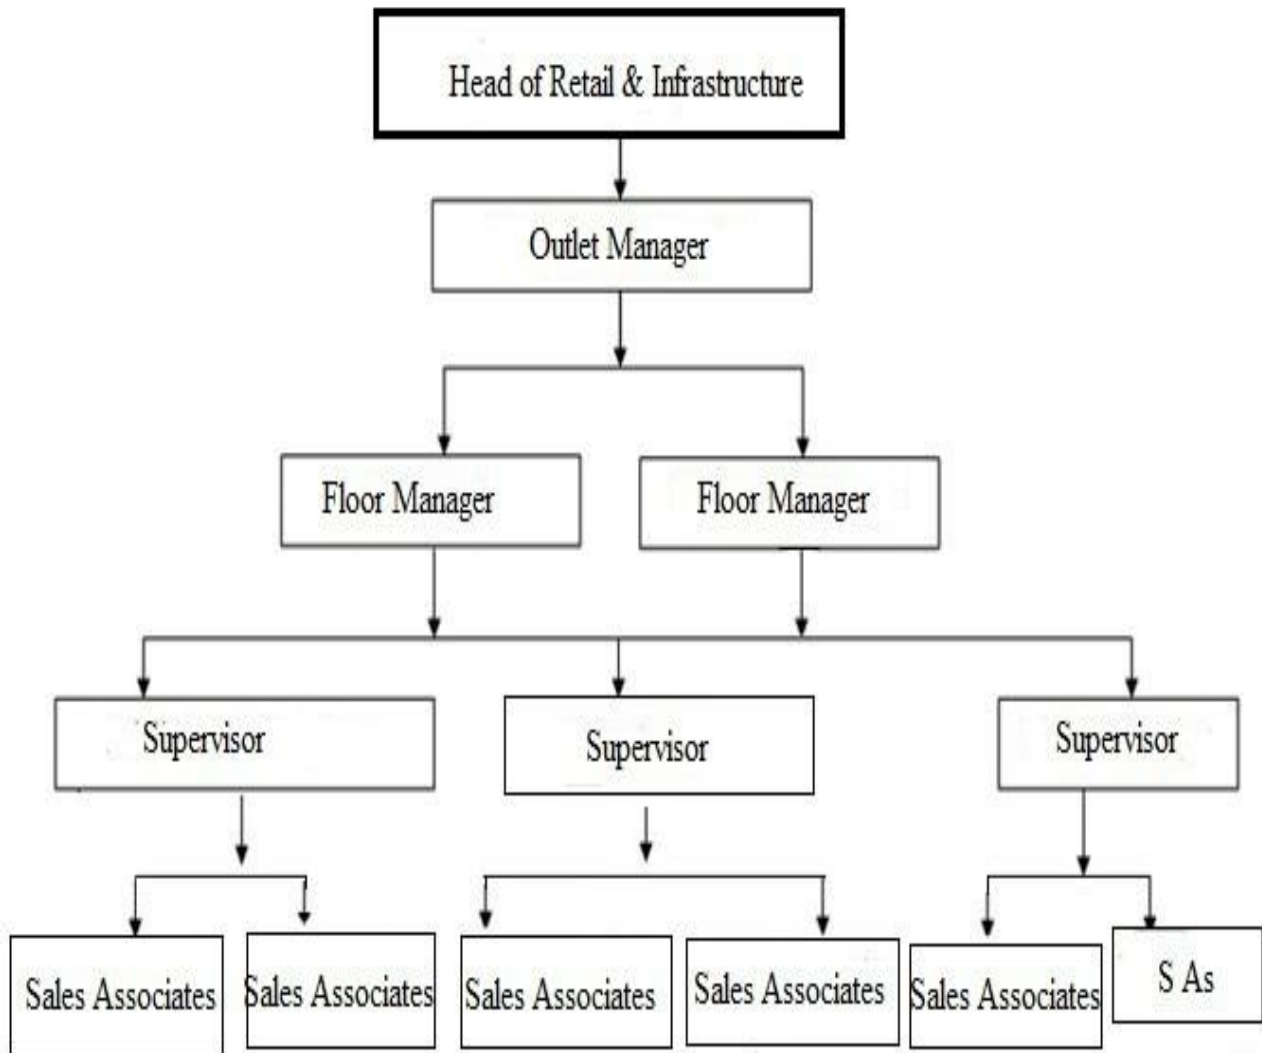 Head of Retail & Infrastructure
Outlet Manager
Floor Manager
Floor Manager
Supervisor
Supervisor
Supervisor
Sales Associates
Sales Associates
Sales Associates
Sales Associates
Sales Associates
S As